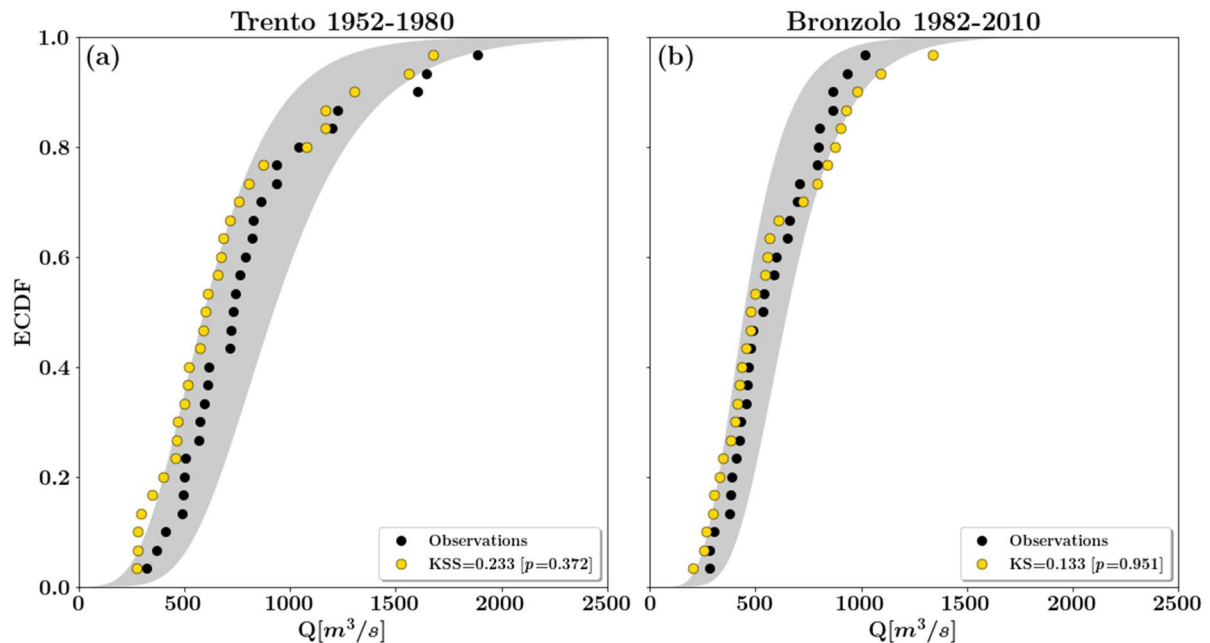 Trento 1952-1980
(a)
ECDF
1.0
0.8
0.6
0.4
0.2
0.0
0 500 1000 1500 2000 2500
Q[m³/s]
Observations
KSS=0.233 [p=0.372]
Bronzolo 1982-2010
(b)
0 500 1000 1500 2000 2500
Q[m³/s]
Observations
KS=0.133 [p=0.951]